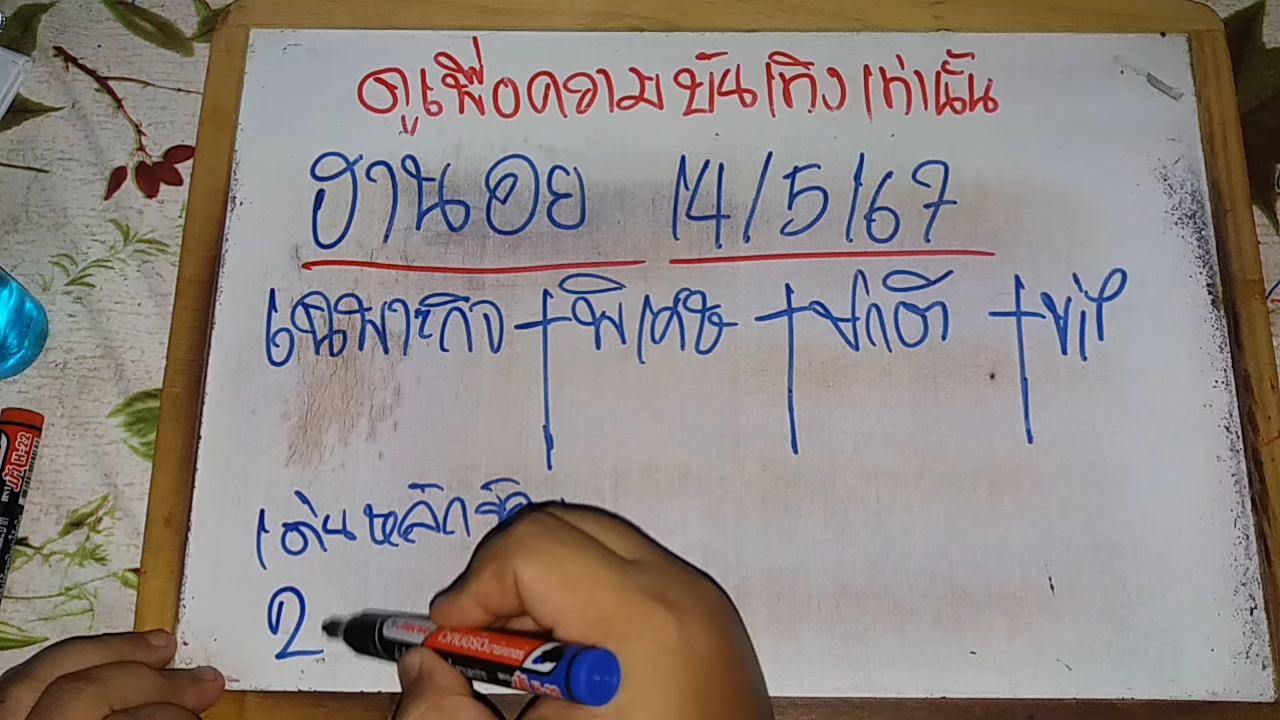 ดูเพื่อความบันเทิงเท่านั้น
ฮานอย 14/5/67
เฉพาะกิจ พิเศษ ปกติ VIP
เด่นหลัก
2
H-22